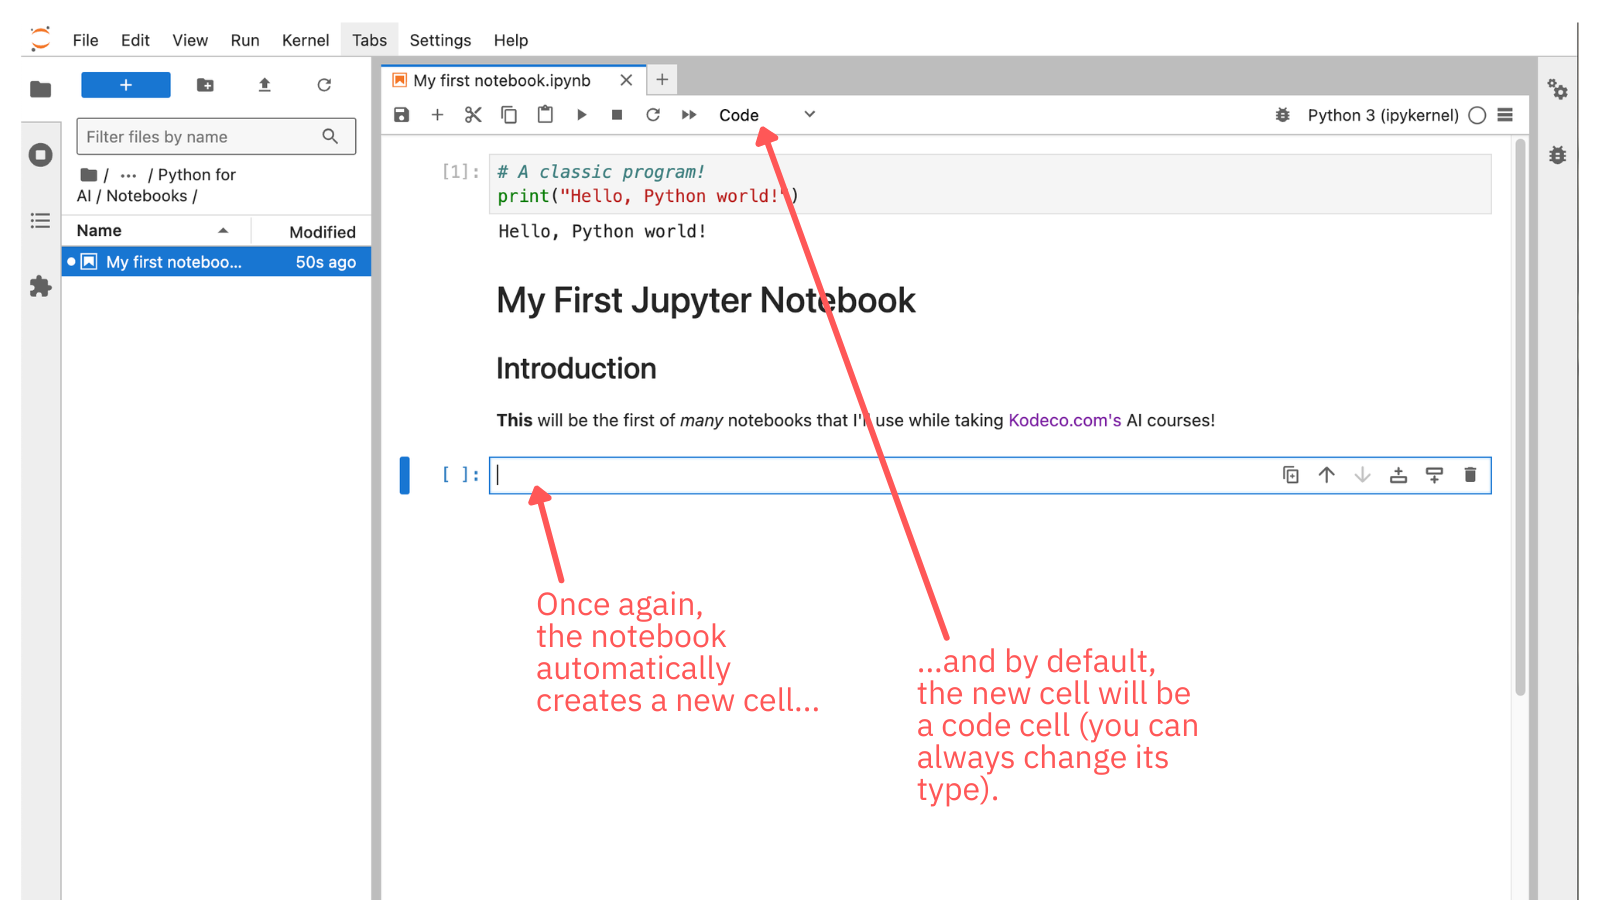 File Edit View Run Kernel Tabs Settings Help
My first notebook.ipynb
Code
Python 3 (ipykernel)
Filter files by name
/ ... / Python for
AI / Notebooks /
Name Modified
My first noteboo... 50s ago
[1]: # A classic program!
print("Hello, Python world!")
Hello, Python world!
My First Jupyter Notebook
Introduction
This will be the first of many notebooks that I'll use while taking Kodeco.com's AI courses!
[ ]:
Once again,
the notebook
automatically
creates a new cell...
...and by default,
the new cell will be
a code cell (you can
always change its
type).